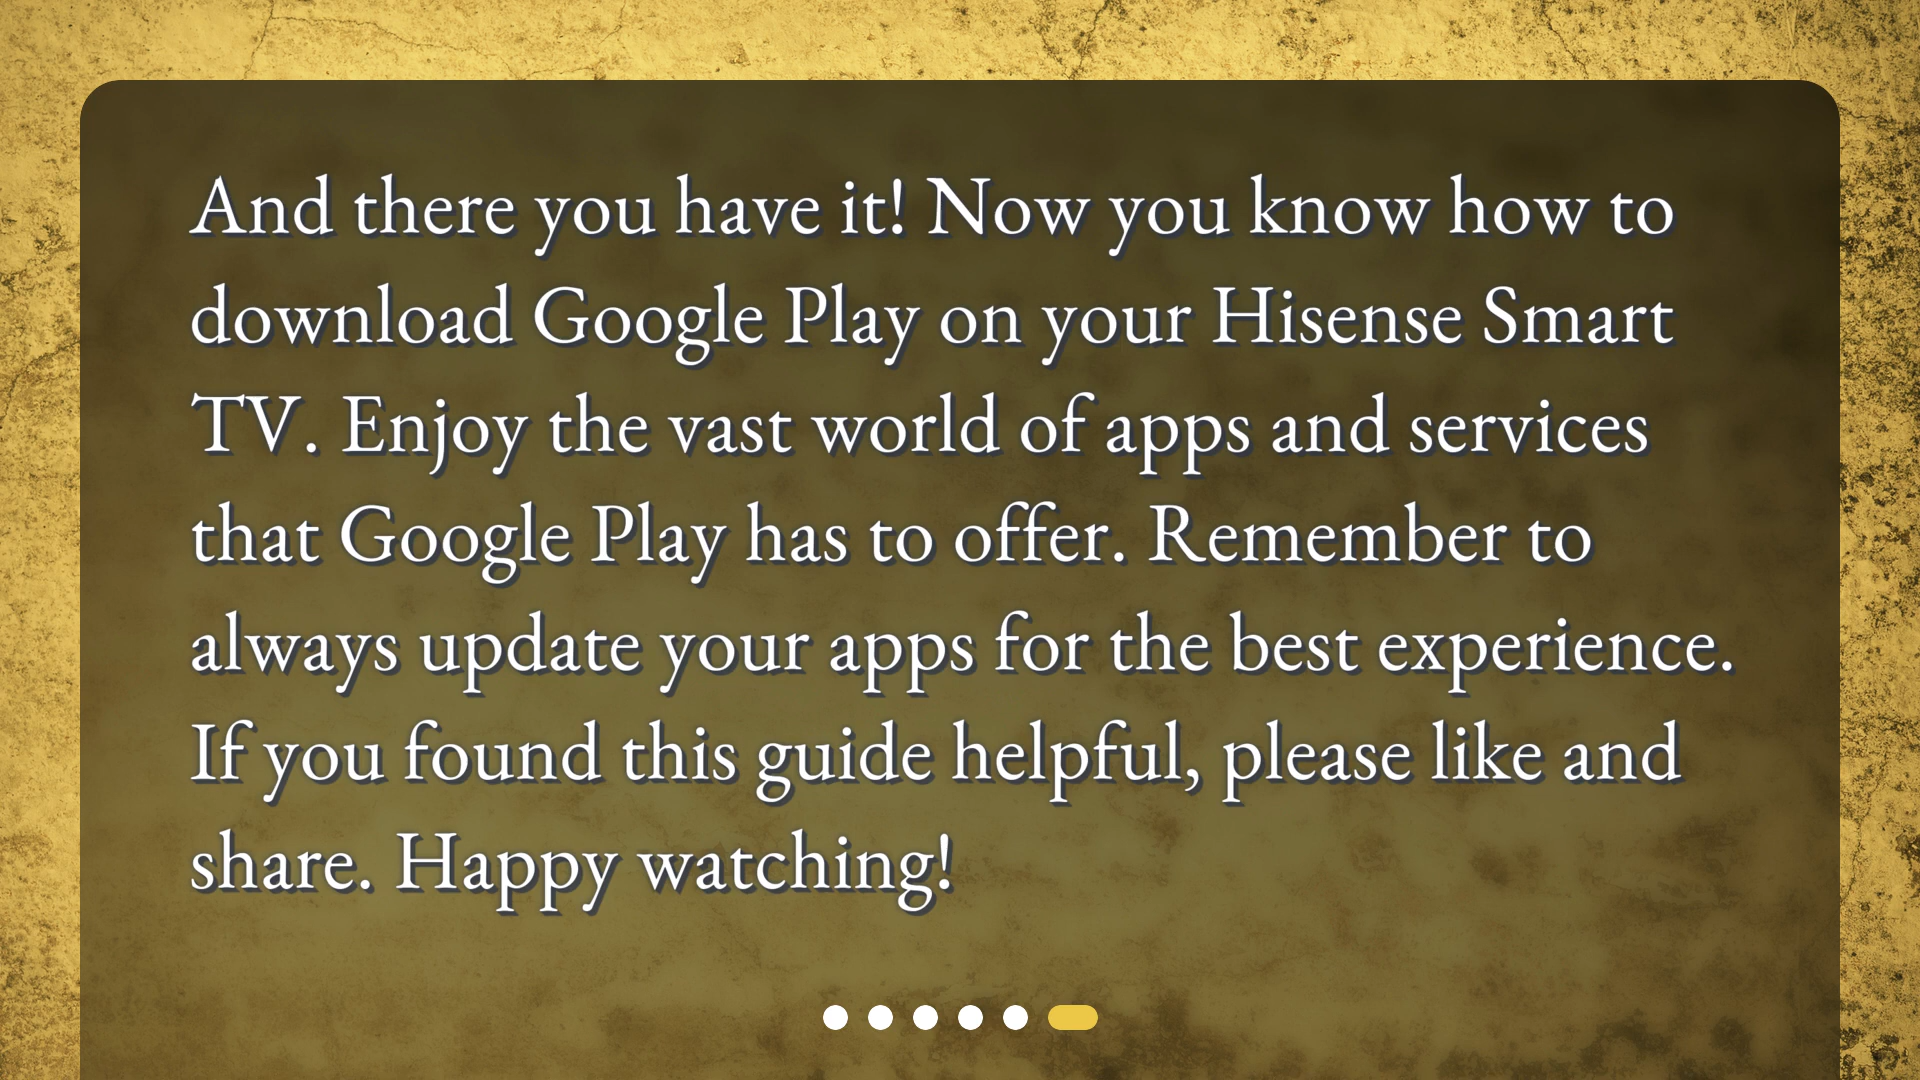 And there you have it! Now you know how to
download Google Play on your Hisense Smart
TV. Enjoy the vast world of apps and services
that Google Play has to offer. Remember to
always update your apps for the best experience.
If you found this guide helpful, please like and
share. Happy watching!